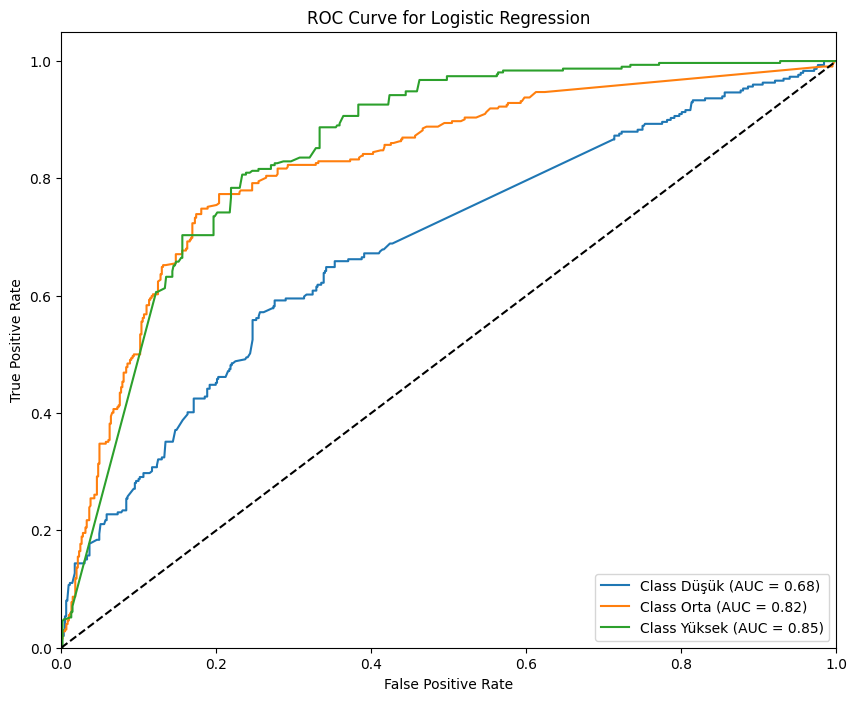 ROC Curve for Logistic Regression
1.0
0.8
0.6
0.4
0.2
0.0
True Positive Rate
0.0 0.2 0.4 0.6 0.8 1.0
False Positive Rate
Class Düşük (AUC = 0.68)
Class Orta (AUC = 0.82)
Class Yüksek (AUC = 0.85)